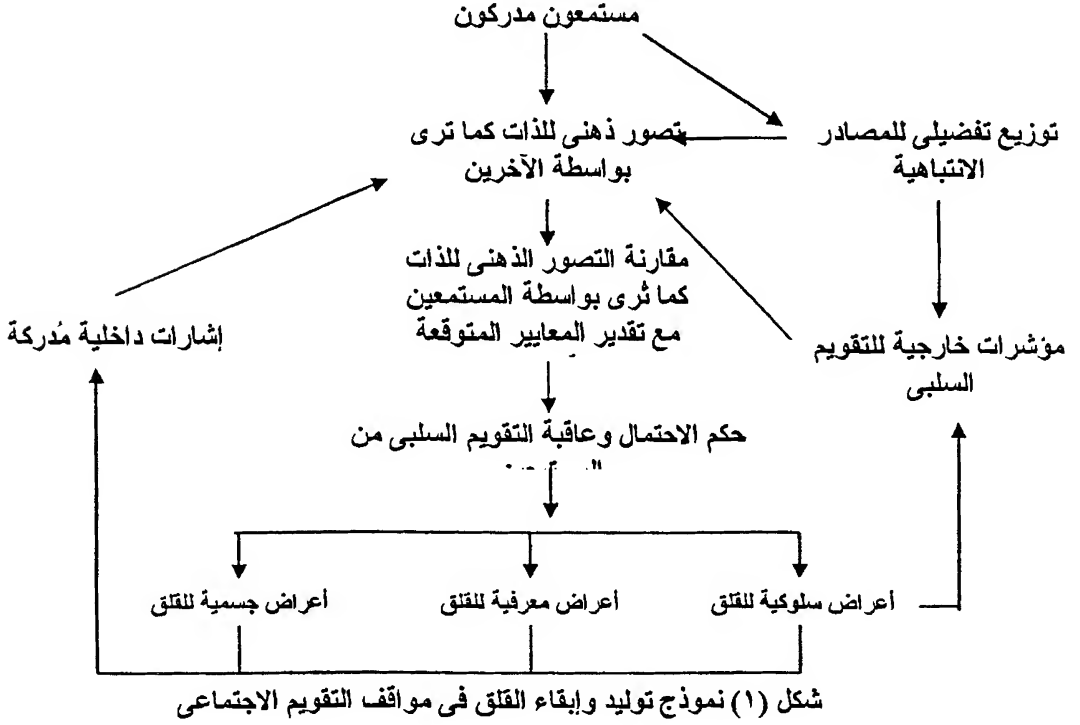 مستمعون مدركون
توزيع تفضيلى للمصادر
الانتباهية
تصور ذهنى للذات كما ترى
بواسطة الآخرين
مقارنة التصور الذهنى للذات
كما تُرى بواسطة المستمعين
مع تقدير المعايير المتوقعة
مؤشرات خارجية للتقويم
السلبى
إشارات داخلية مُدركة
حكم الاحتمال وعاقبة التقويم السلبى من
أعراض سلوكية للقلق
أعراض معرفية للقلق
أعراض جسمية للقلق
شكل (١) نموذج توليد وإبقاء القلق فى مواقف التقويم الاجتماعى